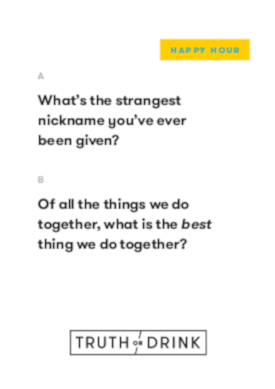 HAPPY HOUR
A
What's the strangest
nickname you've ever
been given?
B
Of all the things we do
together, what is the best
thing we do together?
TRUTH OR DRINK